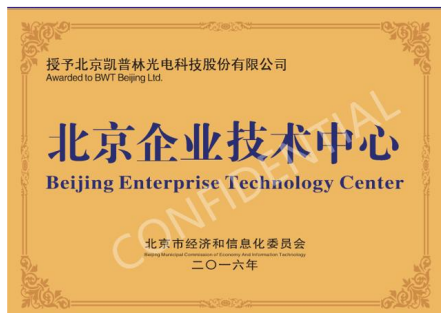 授予北京凯普林光电科技股份有限公司
Awarded to BWT Beijing Ltd.
北京企业技术中心
Beijing Enterprise Technology Center
CONFIDENTIAL
北京市经济和信息化委员会
Beijing Municipal Commission of Economy And Information Technology
二〇一六年